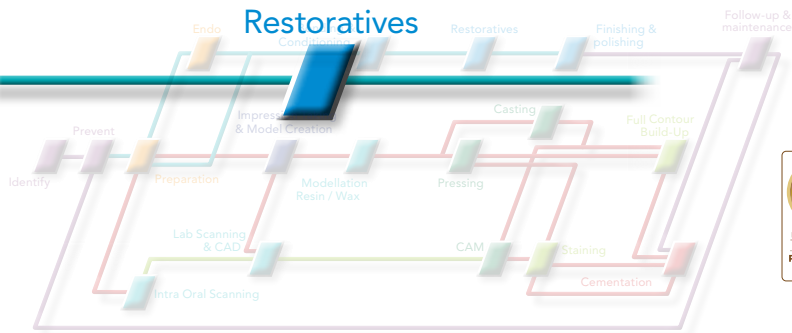 Restoratives
Endo
Conditioning
Restoratives
Finishing &
polishing
Follow-up &
maintenance
Casting
Full Contour
Build-Up
Prevent
& Model Creation
Identify
Preparation
Modellation
Resin / Wax
Pressing
Lab Scanning
& CAD
CAM
Staining
Cementation
Intra Oral Scanning